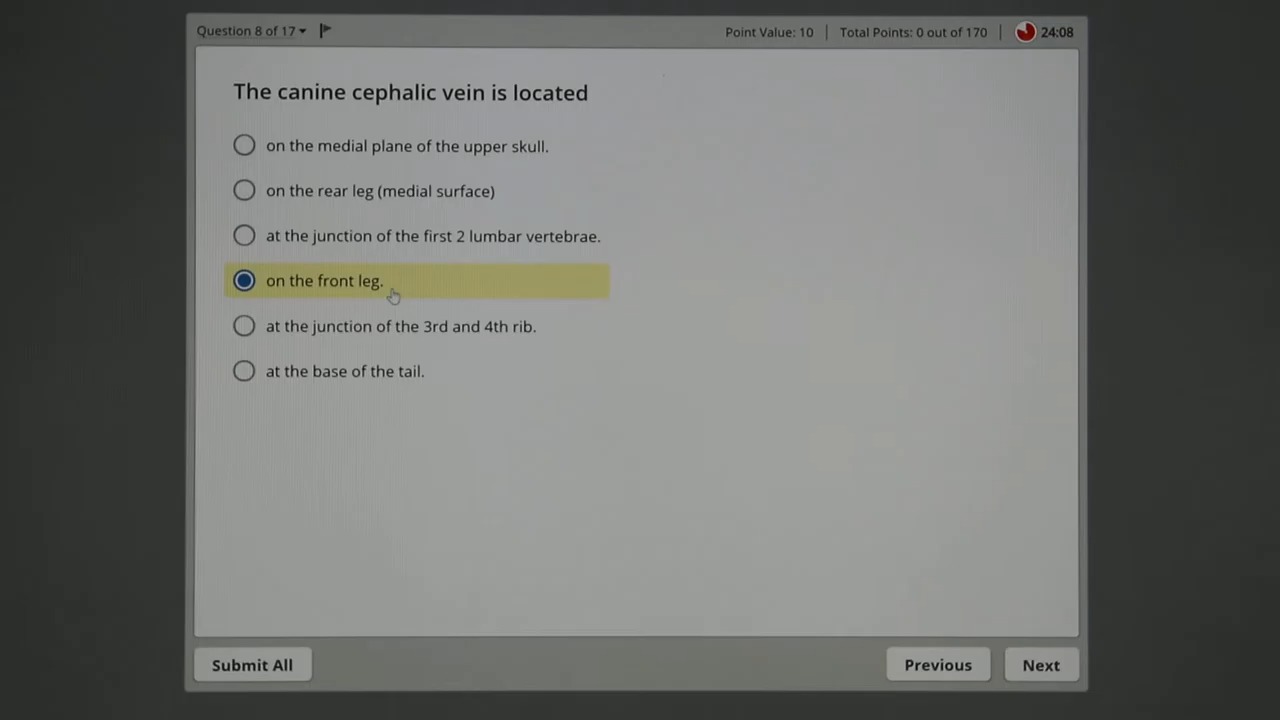 Question 8 of 17
Point Value: 10
Total Points: 0 out of 170
24:08
The canine cephalic vein is located
on the medial plane of the upper skull.
on the rear leg (medial surface)
at the junction of the first 2 lumbar vertebrae.
on the front leg.
at the junction of the 3rd and 4th rib.
at the base of the tail.
Submit All
Previous
Next